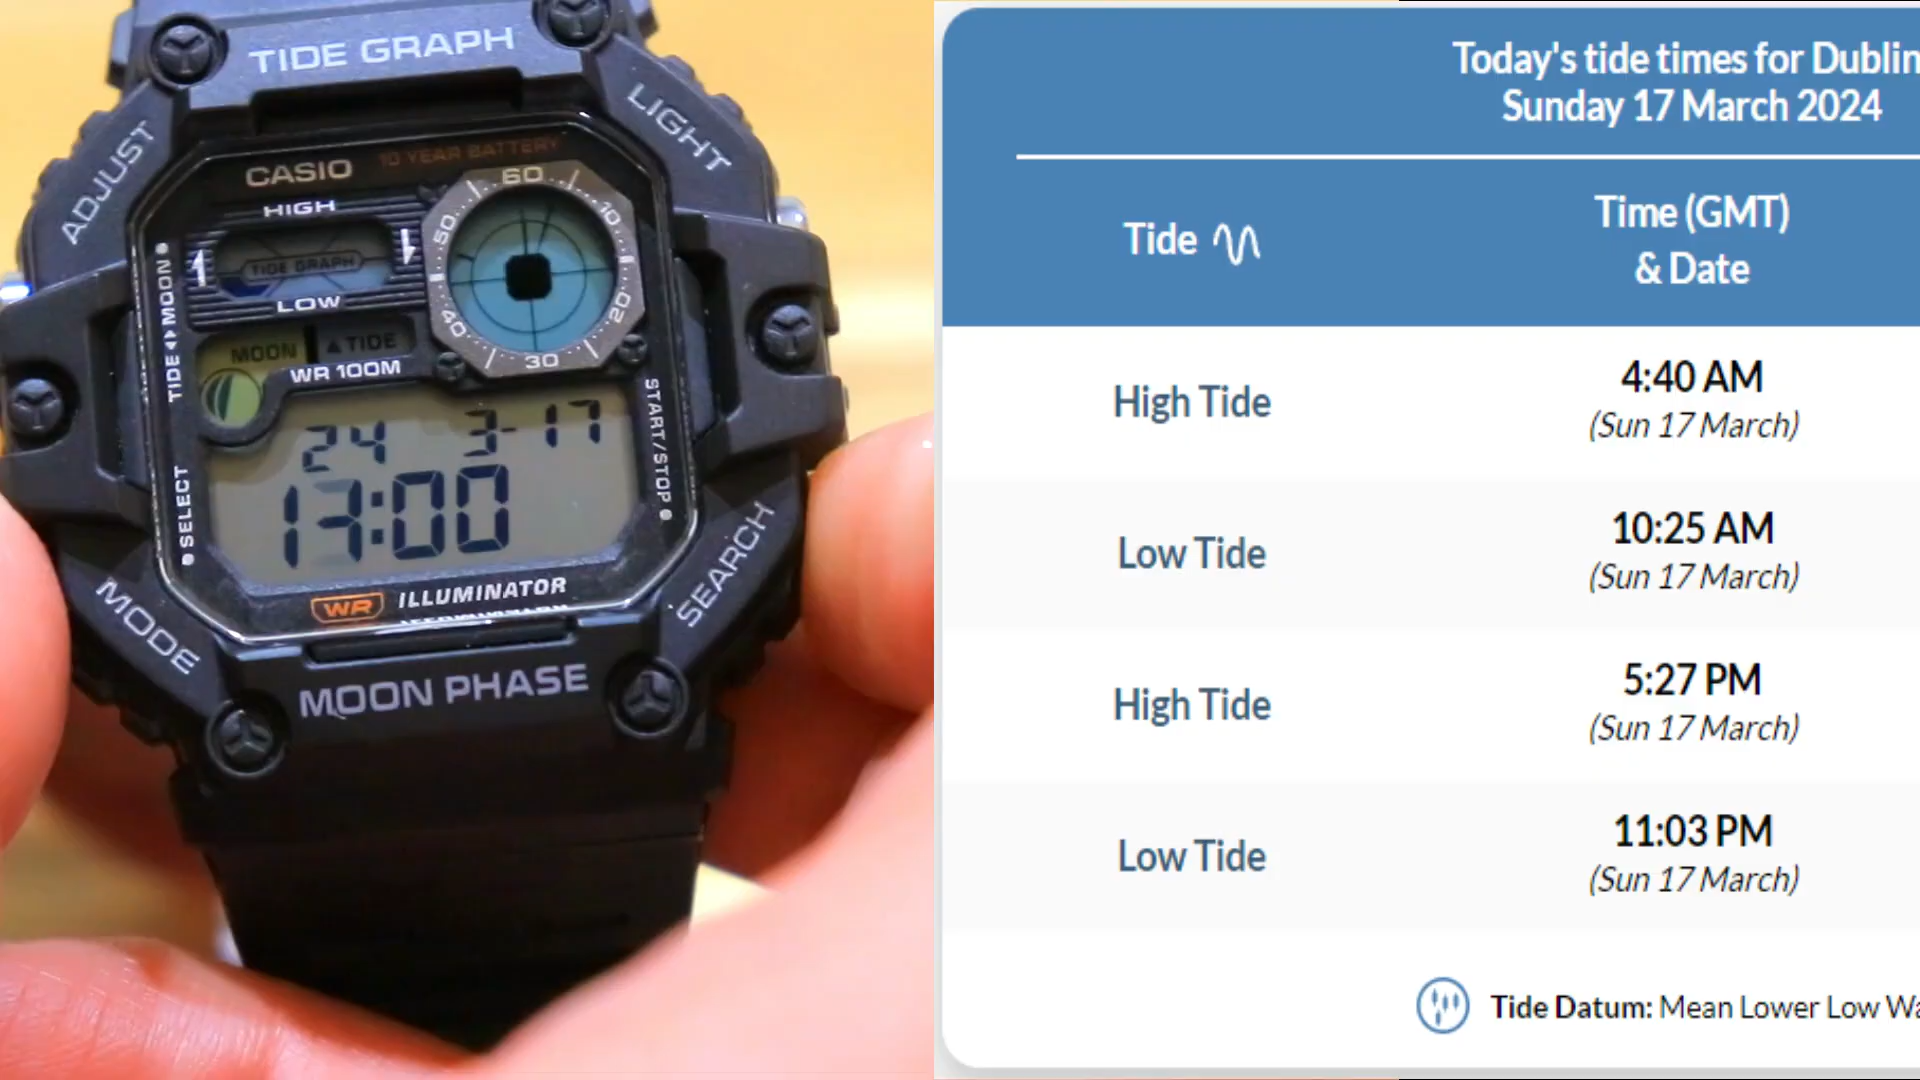 TIDE GRAPH
ADJUST
LIGHT
CASIO
10 YEAR BATTERY
HIGH
TIDE GRAPH
LOW
60
10
20
30
40
50
TIDE MOON
MOON
TIDE
WR 100M
START/STOP
SELECT
24 3-17
13:00
WR ILLUMINATOR
MODE
SEARCH
MOON PHASE
Today's tide times for Dublin
Sunday 17 March 2024
Tide
Time (GMT)
& Date
High Tide
4:40 AM
(Sun 17 March)
Low Tide
10:25 AM
(Sun 17 March)
High Tide
5:27 PM
(Sun 17 March)
Low Tide
11:03 PM
(Sun 17 March)
Tide Datum: Mean Lower Low Wa